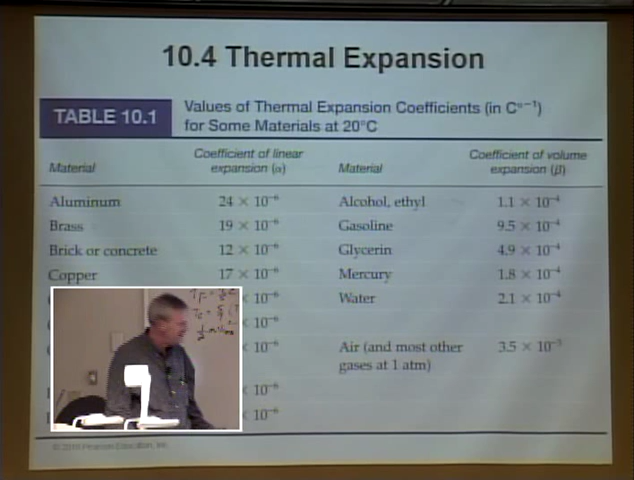 10.4 Thermal Expansion
TABLE 10.1
Values of Thermal Expansion Coefficients (in C°⁻¹)
for Some Materials at 20°C
Material
Coefficient of linear
expansion (α)
Material
Coefficient of volume
expansion (β)
Aluminum 24 × 10⁻⁶ Alcohol, ethyl 1.1 × 10⁻⁴
Brass 19 × 10⁻⁶ Gasoline 9.5 × 10⁻⁴
Brick or concrete 12 × 10⁻⁶ Glycerin 4.9 × 10⁻⁴
Copper 17 × 10⁻⁶ Mercury 1.8 × 10⁻⁴
× 10⁻⁶ Water 2.1 × 10⁻⁴
× 10⁻⁶
× 10⁻⁶ Air (and most other 3.5 × 10⁻³
gases at 1 atm)
× 10⁻⁶
× 10⁻⁶
Pearson Education, Inc.